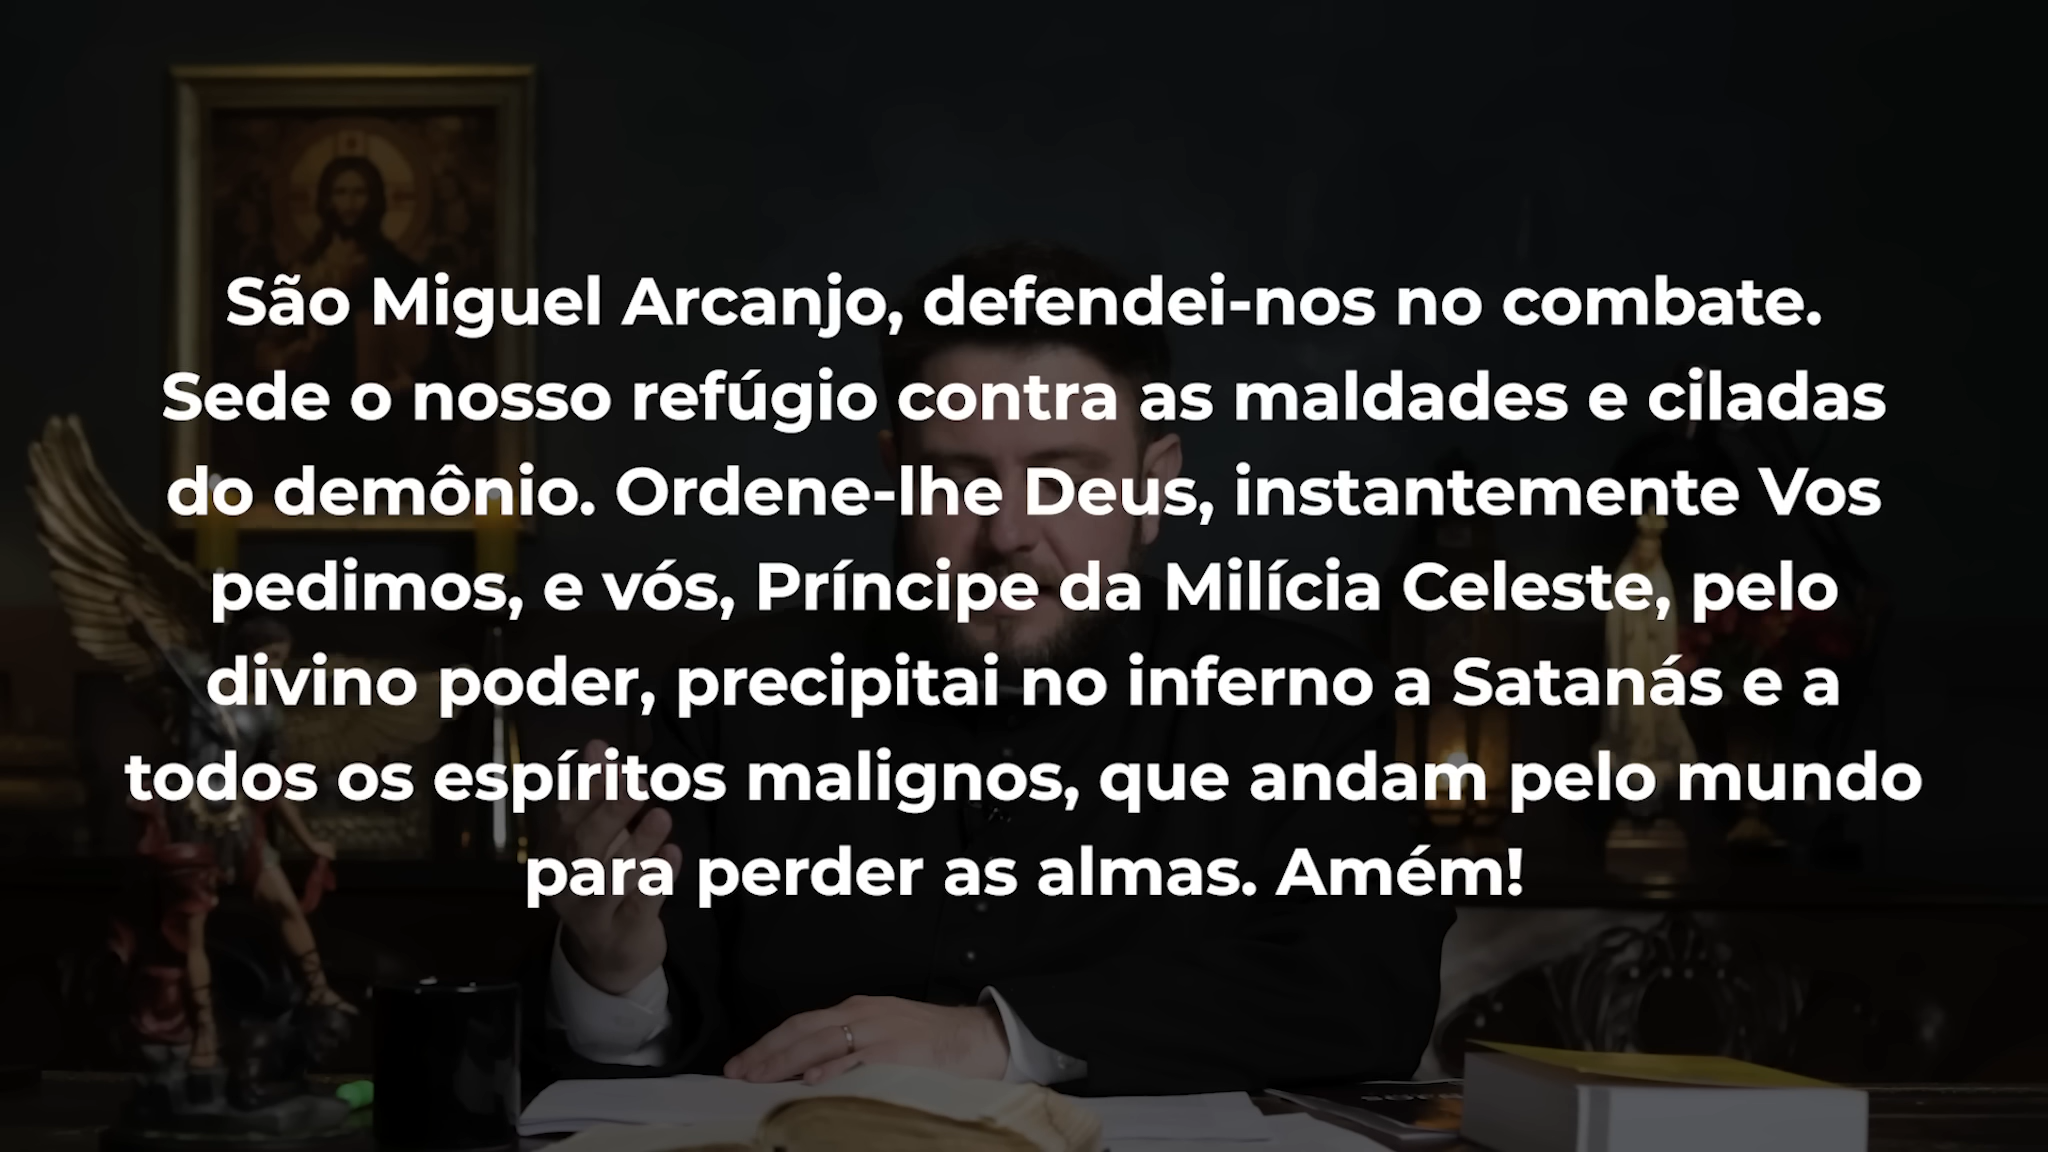 São Miguel Arcanjo, defendei-nos no combate.
Sede o nosso refúgio contra as maldades e ciladas
do demônio. Ordene-lhe Deus, instantemente Vos
pedimos, e vós, Príncipe da Milícia Celeste, pelo
divino poder, precipitai no inferno a Satanás e a
todos os espíritos malignos, que andam pelo mundo
para perder as almas. Amém!